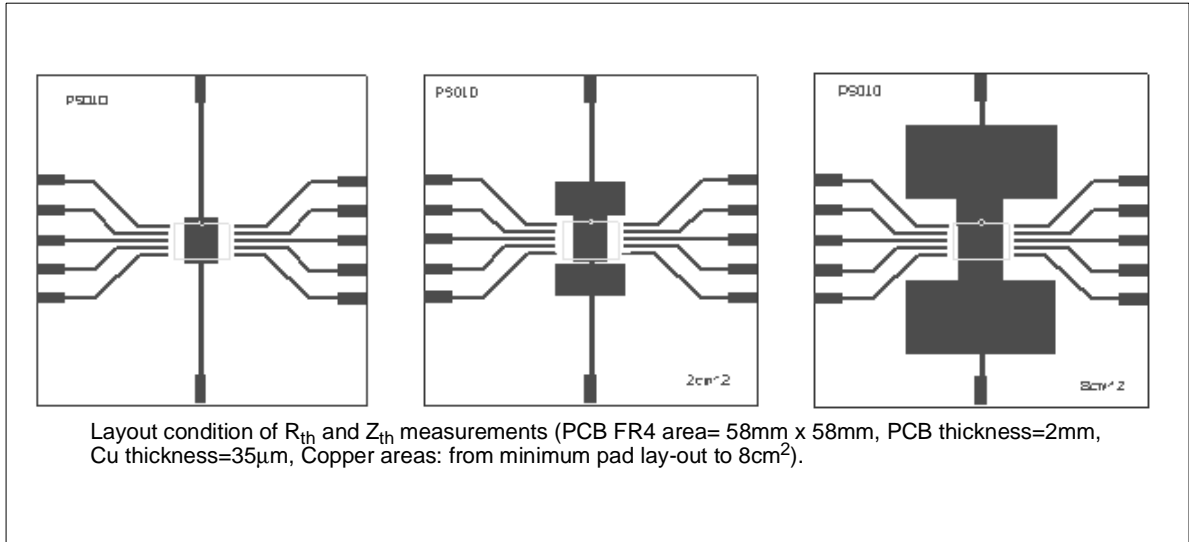 PSO10
PSO10
PSO10
2cm^2
8cm^2
Layout condition of Rth and Zth measurements (PCB FR4 area= 58mm x 58mm, PCB thickness=2mm,
Cu thickness=35μm, Copper areas: from minimum pad lay-out to 8cm²).